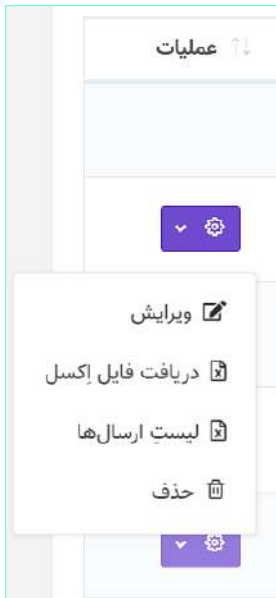 عملیات
ویرایش
دریافت فایل اِکسل
لیستِ ارسال‌ها
حذف